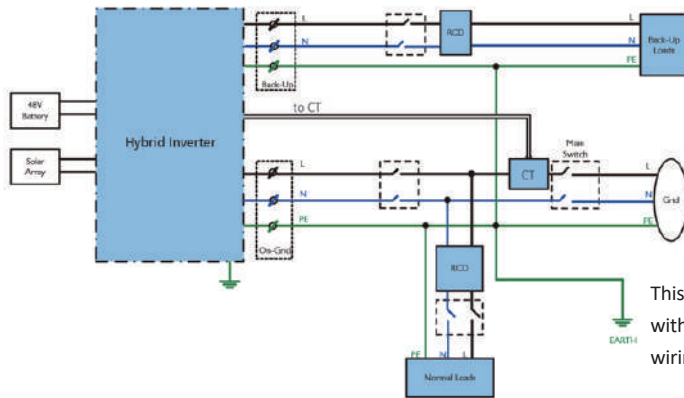 L
N
PE
RCD
L
N
PE
Back-Up
Loads
Back-Up
48V
Battery
to CT
Hybrid Inverter
Solar
Array
Main
Switch
L
N
PE
CT
L
N
PE
Grid
On-Grid
RCD
This
with
EARTH
PE
N
L
Normal Loads